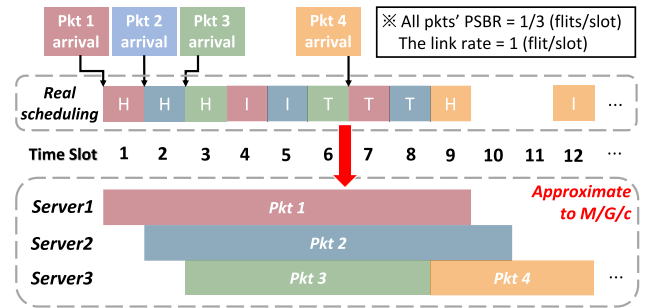 Pkt 1 arrival
Pkt 2 arrival
Pkt 3 arrival
Pkt 4 arrival
※ All pkts' PSBR = 1/3 (flits/slot)
The link rate = 1 (flit/slot)
Real scheduling
H H H I I T T T H I ...
Time Slot 1 2 3 4 5 6 7 8 9 10 11 12 ...
Approximate to M/G/c
Server1 Pkt 1
Server2 Pkt 2
Server3 Pkt 3 Pkt 4 ...